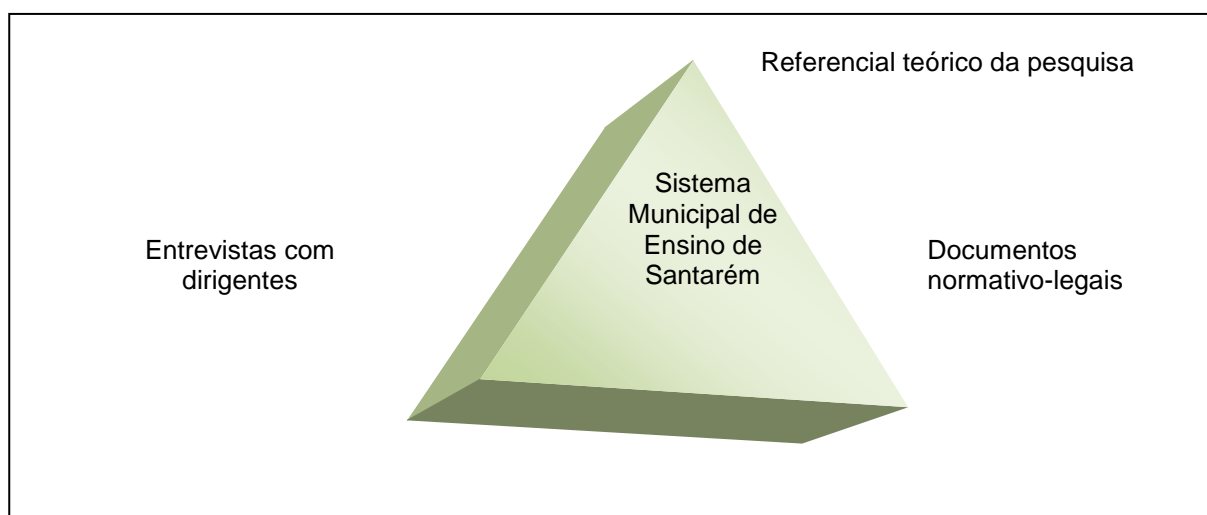 Referencial teórico da pesquisa
Sistema
Municipal de
Ensino de
Santarém
Entrevistas com
dirigentes
Documentos
normativo-legais